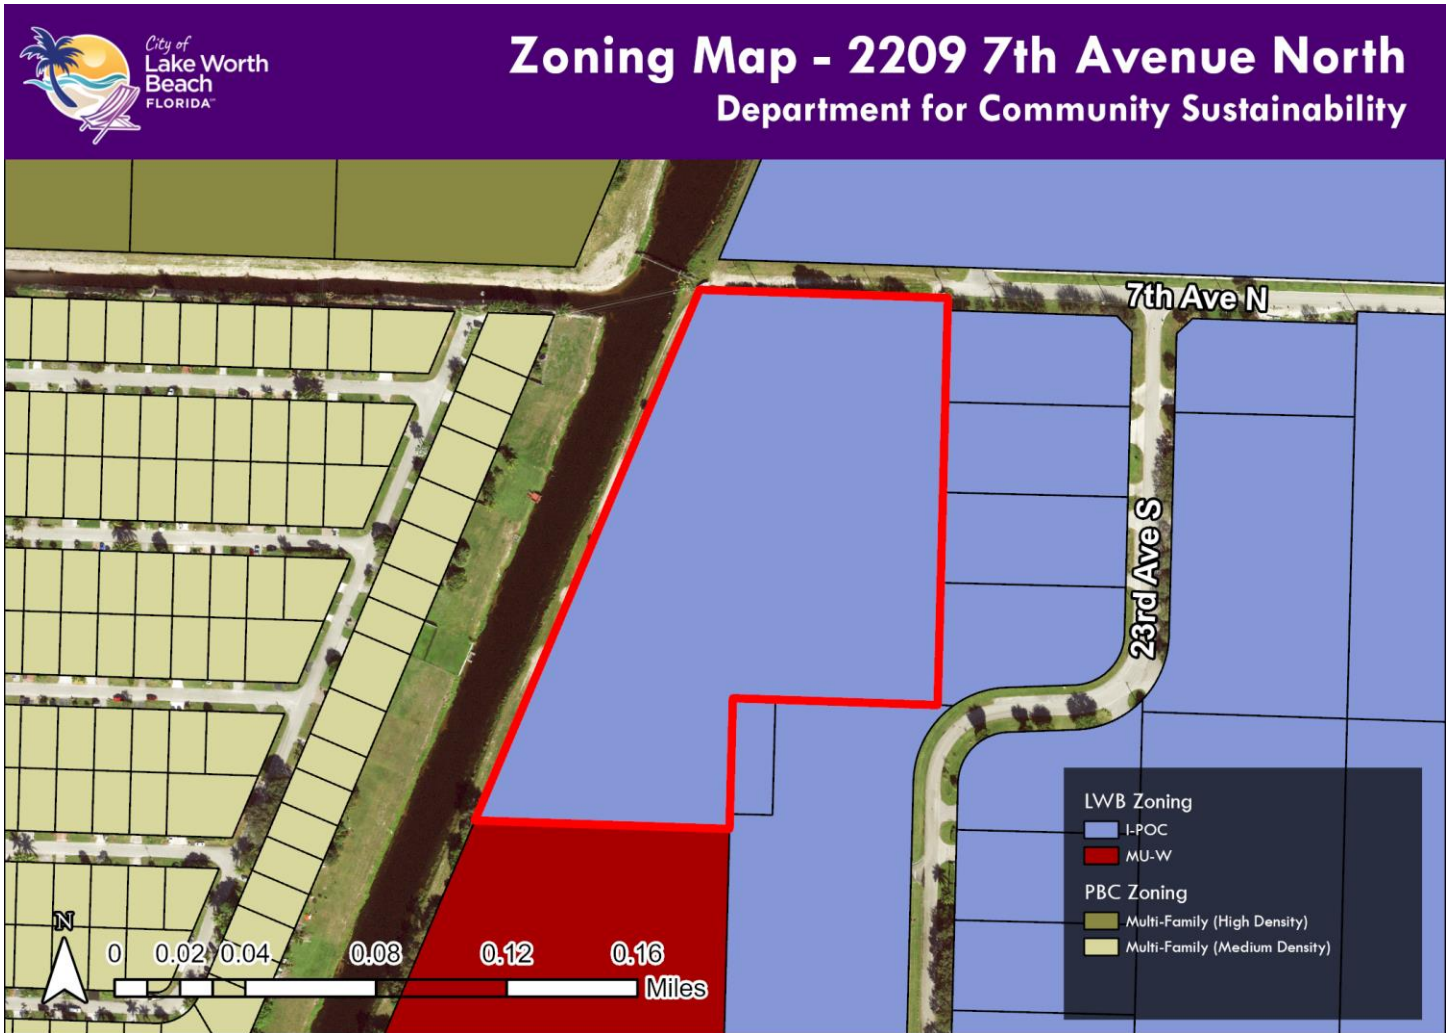 City of
Lake Worth
Beach
FLORIDA™
Zoning Map - 2209 7th Avenue North
Department for Community Sustainability
7th Ave N
23rd Ave S
LWB Zoning
I-POC
MU-W
PBC Zoning
Multi-Family (High Density)
Multi-Family (Medium Density)
N
0 0.02 0.04 0.08 0.12 0.16
Miles